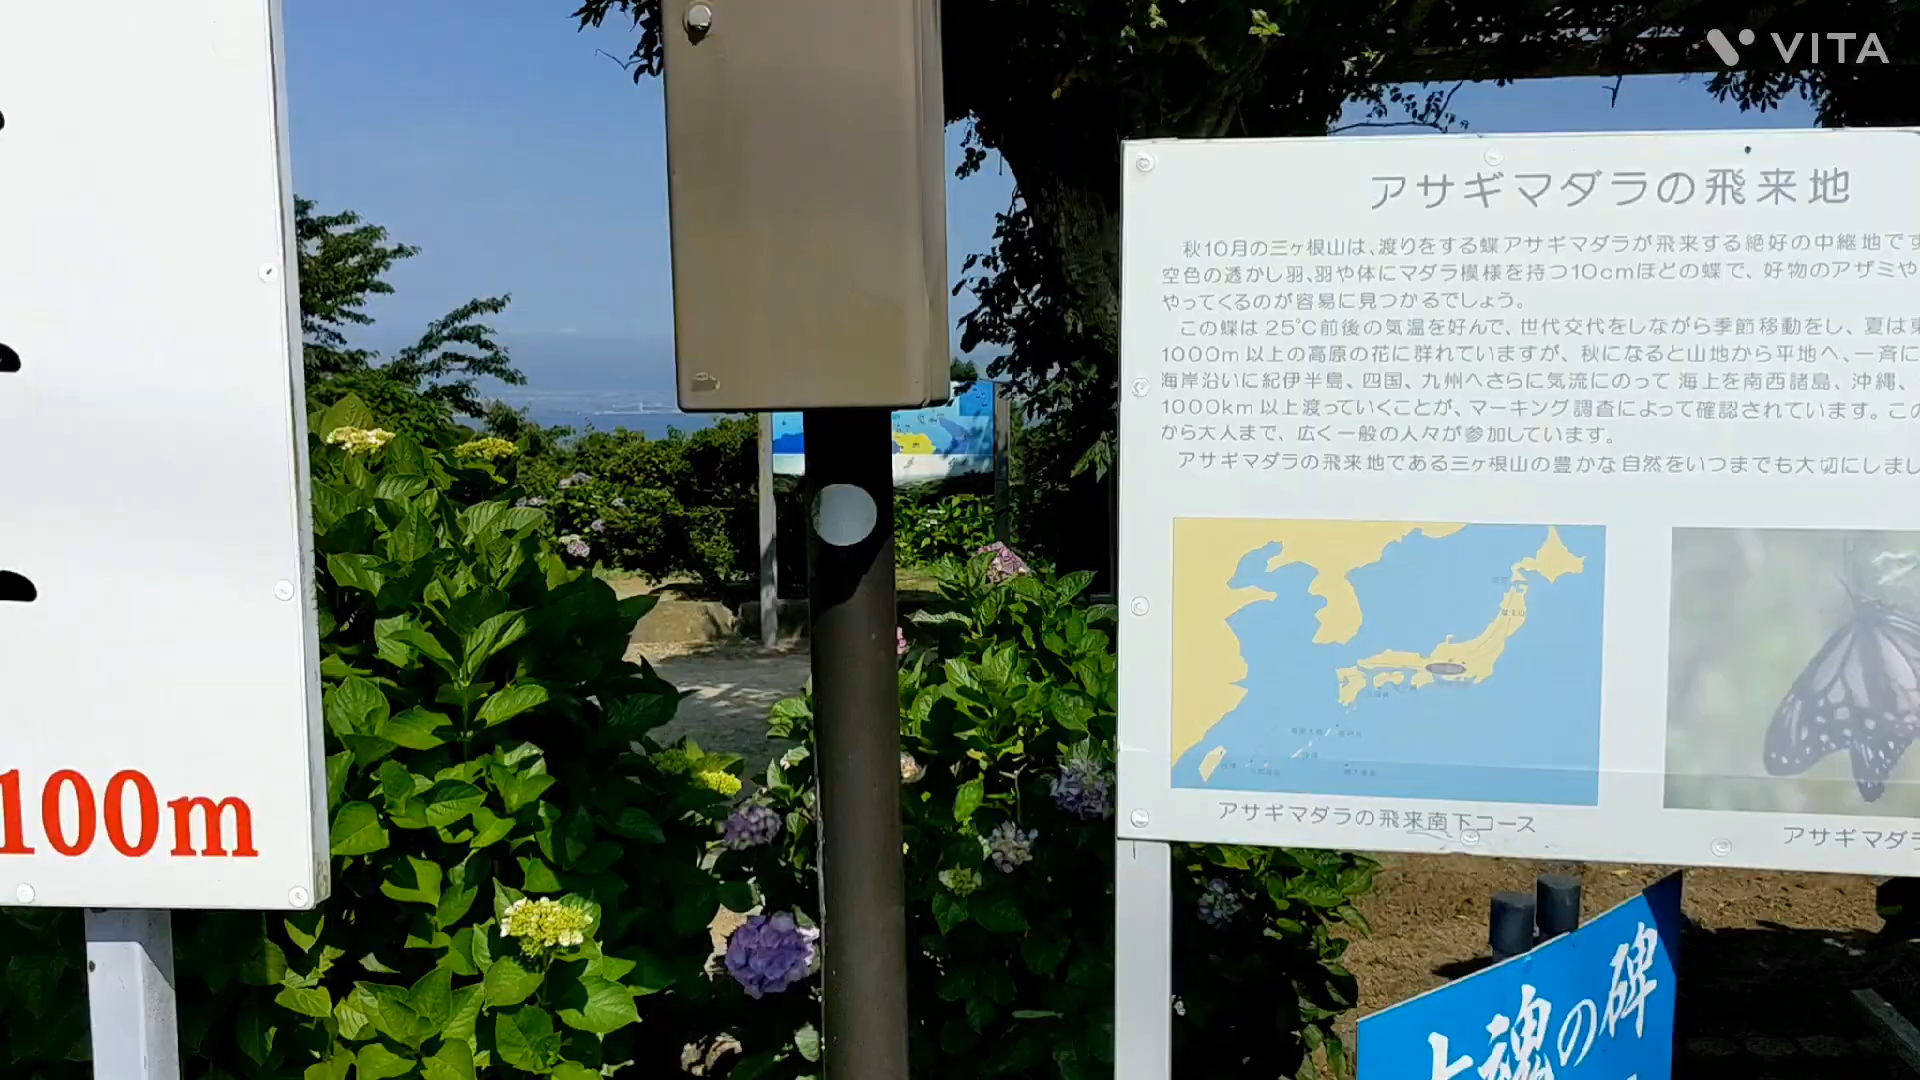 VITA
アサギマダラの飛来地
秋10月の三ヶ根山は、渡りをする蝶アサギマダラが飛来する絶好の中継地です
空色の透かし羽、羽や体にマダラ模様を持つ10cmほどの蝶で、好物のアザミや
やってくるのが容易に見つかるでしょう。
この蝶は25℃前後の気温を好んで、世代交代をしながら季節移動をし、夏は東
1000m以上の高原の花に群れていますが、秋になると山地から平地へ、一斉に
海岸沿いに紀伊半島、四国、九州へさらに気流にのって海上を南西諸島、沖縄、
1000km以上渡っていくことが、マーキング調査によって確認されています。この
から大人まで、広く一般の人々が参加しています。
アサギマダラの飛来地である三ヶ根山の豊かな自然をいつまでも大切にしまし
アサギマダラの飛来南下コース
アサギマダラ
100m
魂の碑